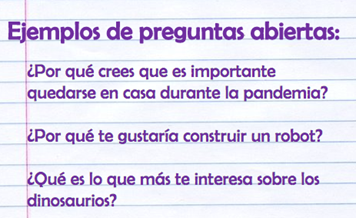 Ejemplos de preguntas abiertas:
¿Por qué crees que es importante
quedarse en casa durante la pandemia?
¿Por qué te gustaría construir un robot?
¿Qué es lo que más te interesa sobre los
dinosaurios?